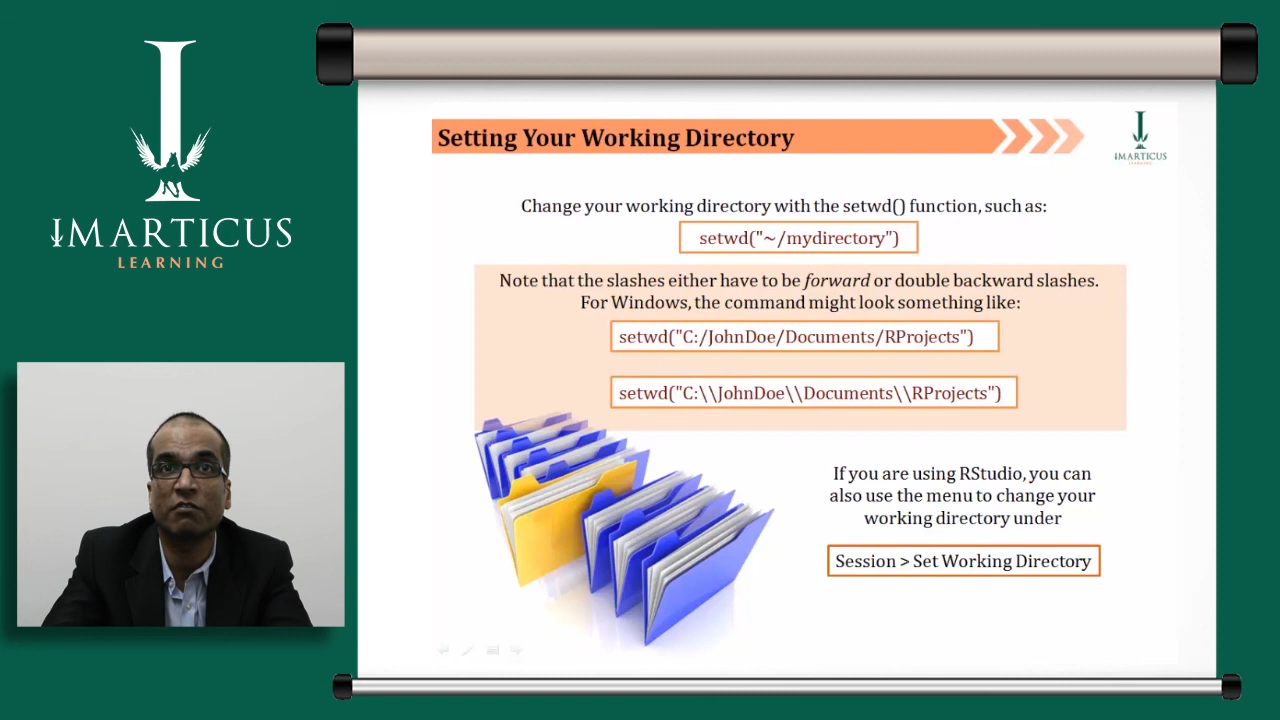 IMARTICUS
LEARNING
Setting Your Working Directory
IMARTICUS
LEARNING
Change your working directory with the setwd() function, such as:
setwd("~/mydirectory")
Note that the slashes either have to be forward or double backward slashes.
For Windows, the command might look something like:
setwd("C:/JohnDoe/Documents/RProjects")
setwd("C:\\JohnDoe\\Documents\\RProjects")
If you are using RStudio, you can
also use the menu to change your
working directory under
Session > Set Working Directory